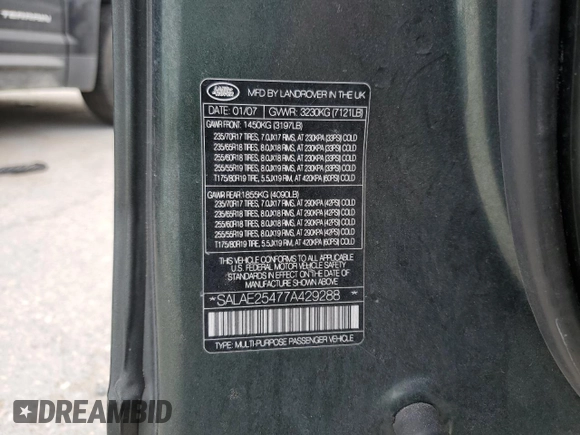 TERRAIN
LAND ROVER
MFD BY LANDROVER IN THE UK
DATE: 01/07 GVWR: 3230KG (7121LB)
GAWR FRONT: 1450KG (3197LB)
235/70R17 TIRES, 7.0JX17 RIMS, AT 230KPA (33PSI) COLD
235/65R18 TIRES, 8.0JX18 RIMS, AT 230KPA (33PSI) COLD
255/60R18 TIRES, 8.0JX18 RIMS, AT 230KPA (33PSI) COLD
255/55R19 TIRES, 8.0JX19 RIMS, AT 230KPA (33PSI) COLD
T175/80R19 TIRE, 5.5JX19 RIM, AT 420KPA (60PSI) COLD
GAWR REAR:1855KG (4090LB)
235/70R17 TIRES, 7.0JX17 RIMS, AT 290KPA (42PSI) COLD
235/65R18 TIRES, 8.0JX18 RIMS, AT 290KPA (42PSI) COLD
255/60R18 TIRES, 8.0JX18 RIMS, AT 290KPA (42PSI) COLD
255/55R19 TIRES, 8.0JX19 RIMS, AT 290KPA (42PSI) COLD
T175/80R19 TIRE, 5.5JX19 RIM, AT 420KPA (60PSI) COLD
THIS VEHICLE CONFORMS TO ALL APPLICABLE
U.S. FEDERAL MOTOR VEHICLE SAFETY
STANDARDS IN EFFECT ON THE DATE OF
MANUFACTURE SHOWN ABOVE.
*SALAE25477A429288*
TYPE: MULTI-PURPOSE PASSENGER VEHICLE
DREAMBID